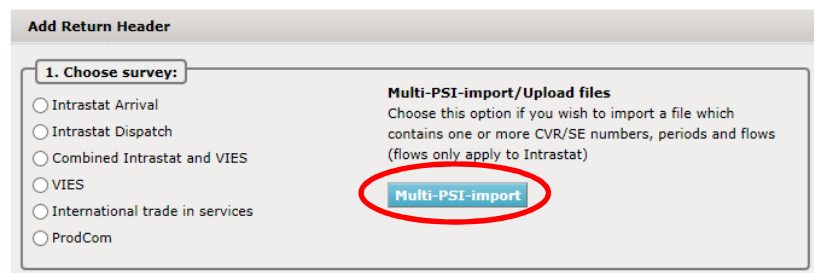 Add Return Header
1. Choose survey:
Intrastat Arrival
Intrastat Dispatch
Combined Intrastat and VIES
VIES
International trade in services
ProdCom
Multi-PSI-import/Upload files
Choose this option if you wish to import a file which
contains one or more CVR/SE numbers, periods and flows
(flows only apply to Intrastat)
Multi-PSI-import